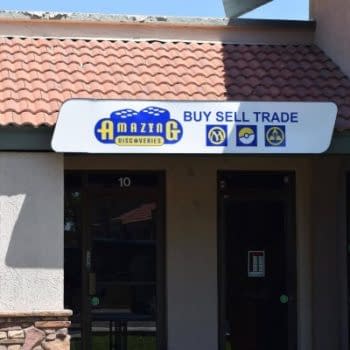 AMAZING
DISCOVERIES
BUY SELL TRADE
10